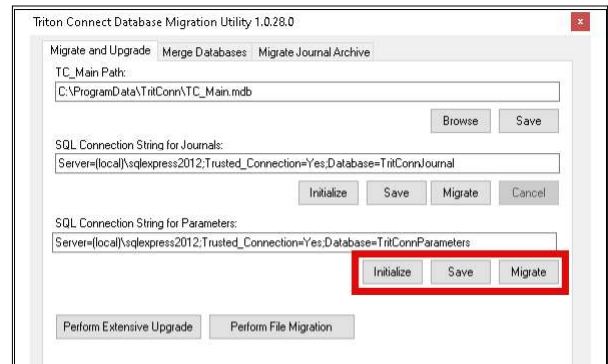 Triton Connect Database Migration Utility 1.0.28.0
x
Migrate and Upgrade Merge Databases Migrate Journal Archive
TC_Main Path:
C:\ProgramData\TritConn\TC_Main.mdb
Browse Save
SQL Connection String for Journals:
Server=(local)\sqlexpress2012;Trusted_Connection=Yes;Database=TritConnJournal
Initialize Save Migrate Cancel
SQL Connection String for Parameters:
Server=(local)\sqlexpress2012;Trusted_Connection=Yes;Database=TritConnParameters
Initialize Save Migrate
Perform Extensive Upgrade Perform File Migration